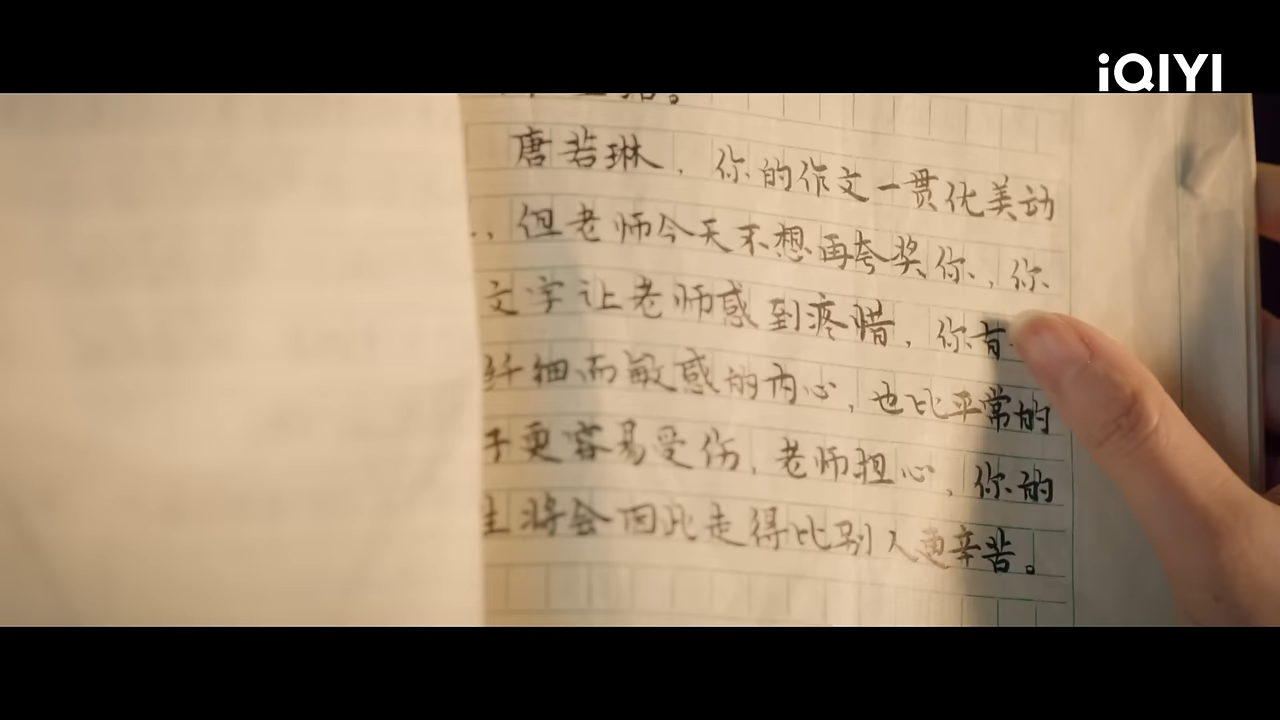 iQIYI
唐若琳，你的作文一贯优美动
，但老师今天不想再夸奖你，你
文字让老师感到疼惜，你有
纤细而敏感的内心，也比平常的
子更容易受伤，老师担心，你的
生将会因此走得比别人更辛苦。